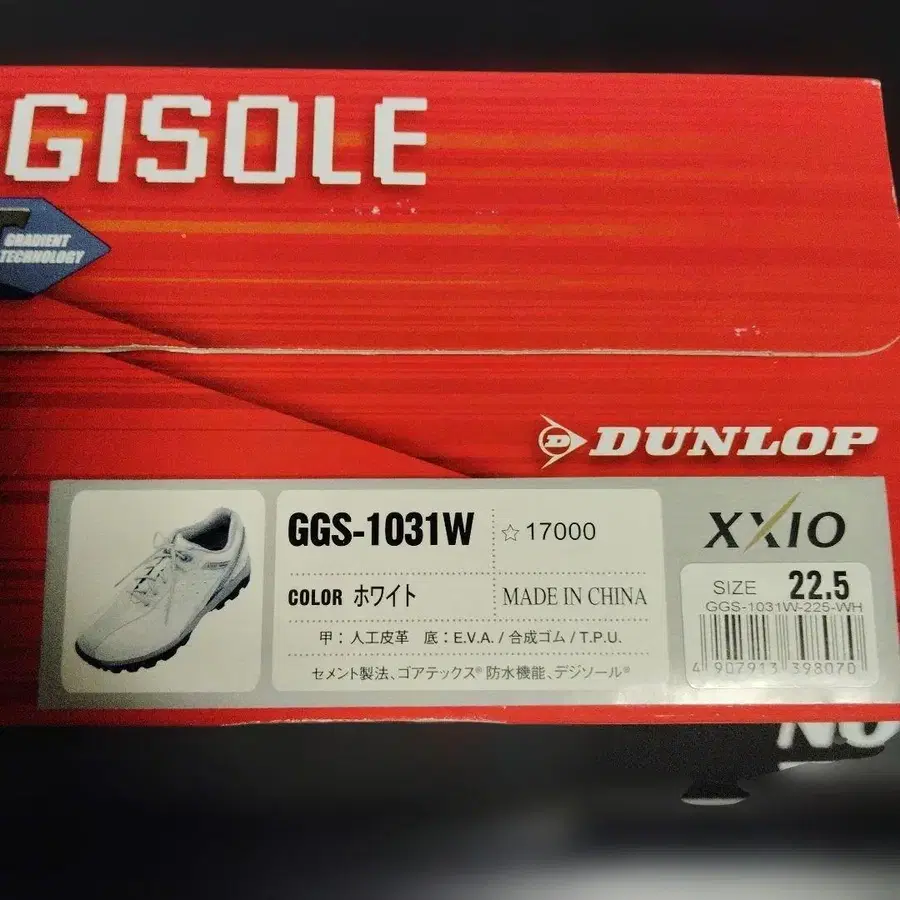 GISOLE
GRADIENT
TECHNOLOGY
DUNLOP
GGS-1031W
☆17000
XXIO
COLOR ホワイト
MADE IN CHINA
SIZE 22.5
GGS-1031W-225-WH
甲：人工皮革 底：E.V.A. / 合成ゴム / T.P.U.
セメント製法、ゴアテックス® 防水機能、デジソール®
4 907913 398070